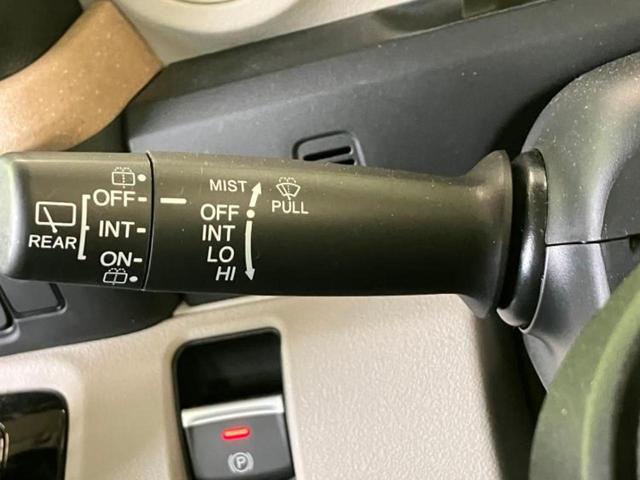 REAR
OFF
INT
ON
MIST
OFF
INT
LO
HI
PULL
P